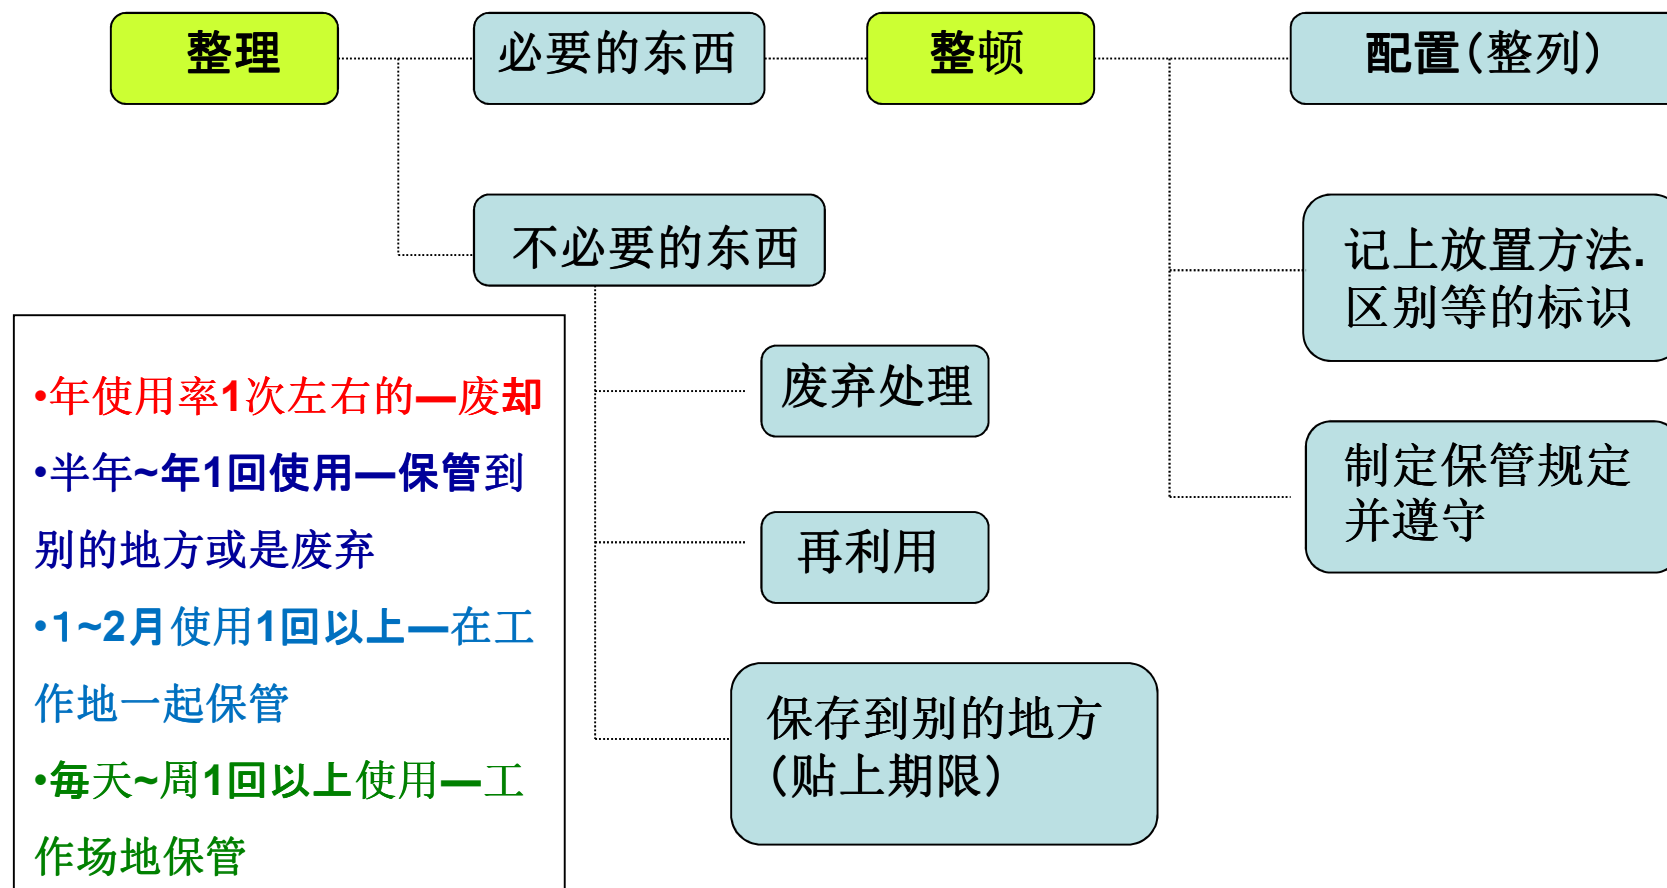 整理
必要的东西
整顿
配置(整列)
不必要的东西
记上放置方法.
区别等的标识
废弃处理
制定保管规定
并遵守
再利用
保存到别的地方
(贴上期限)
•年使用率1次左右的—废却
•半年~年1回使用—保管到
别的地方或是废弃
•1~2月使用1回以上—在工
作地一起保管
•每天~周1回以上使用—工
作场地保管